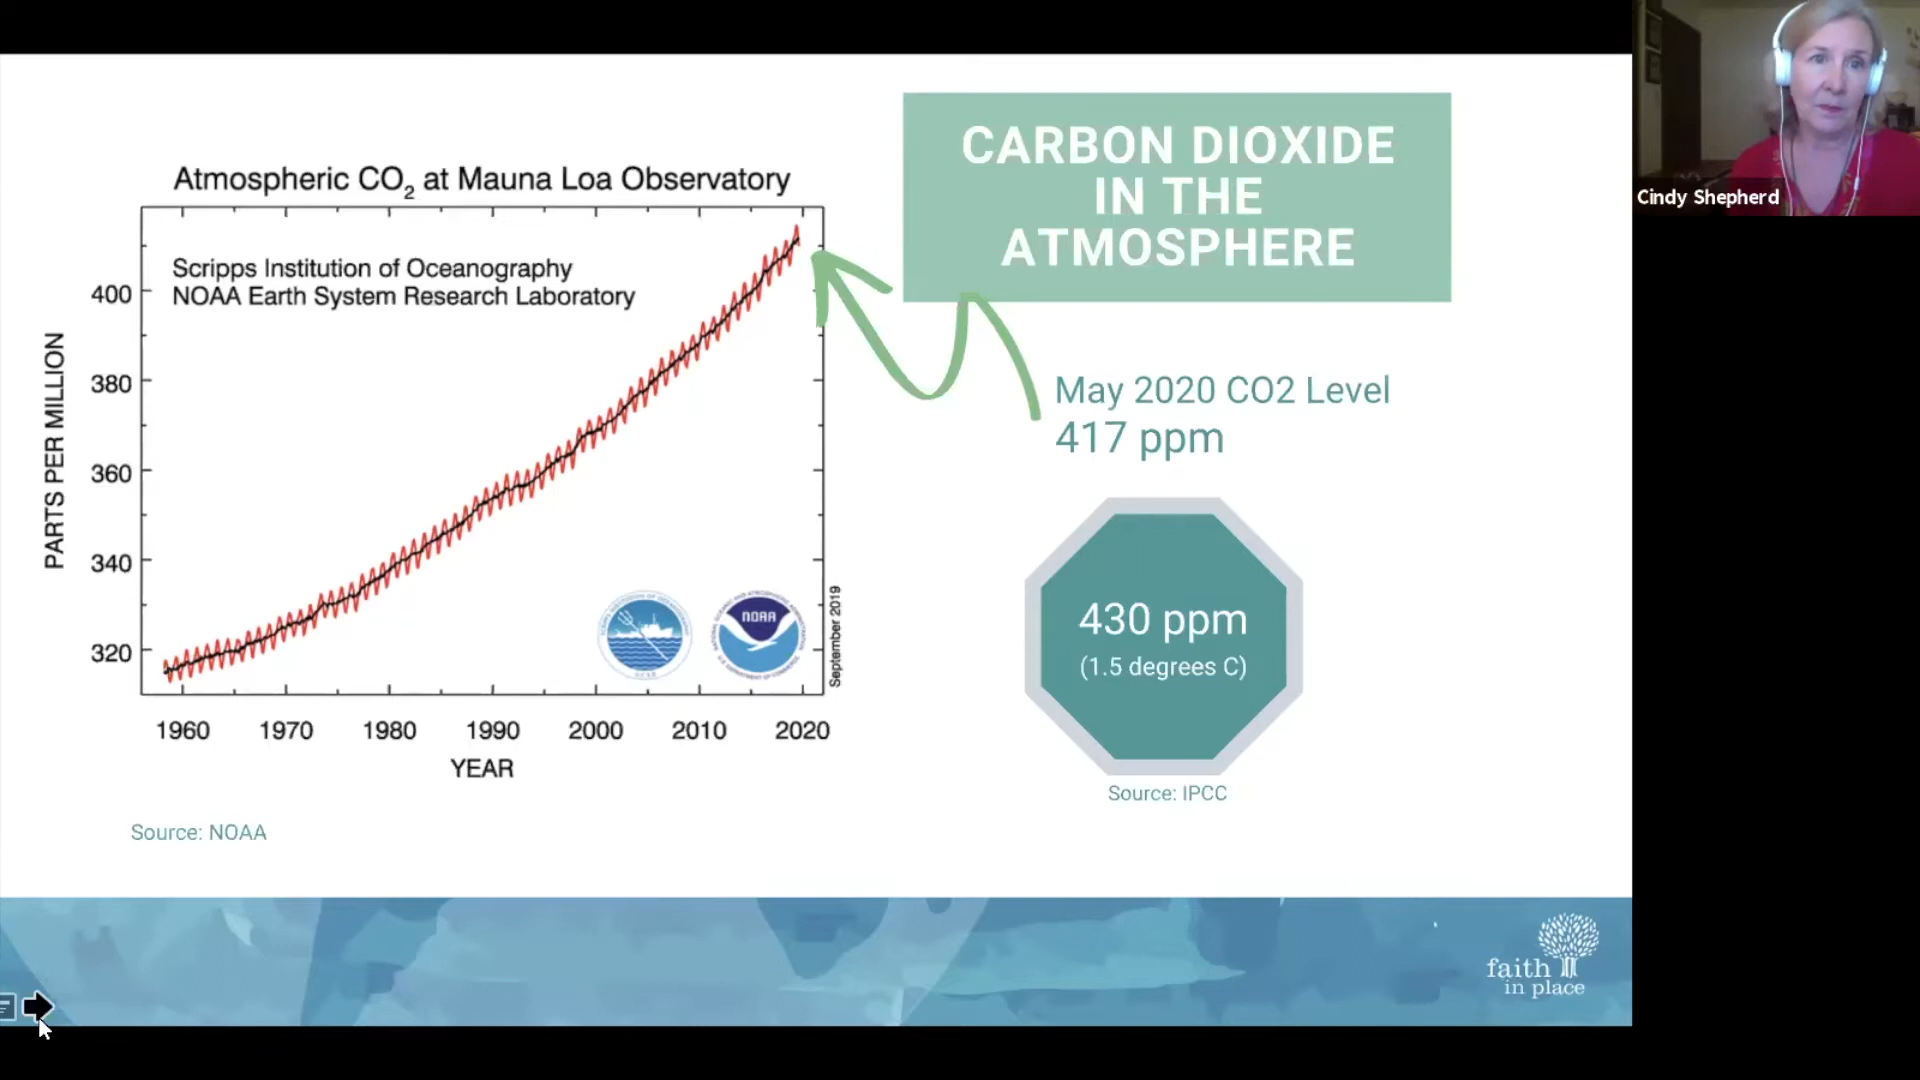 CARBON DIOXIDE
IN THE
ATMOSPHERE
Cindy Shepherd
Atmospheric CO2 at Mauna Loa Observatory
Scripps Institution of Oceanography
NOAA Earth System Research Laboratory
PARTS PER MILLION
400
380
360
340
320
NOAA
September 2019
1960 1970 1980 1990 2000 2010 2020
YEAR
Source: NOAA
May 2020 CO2 Level
417 ppm
430 ppm
(1.5 degrees C)
Source: IPCC
faith
in place